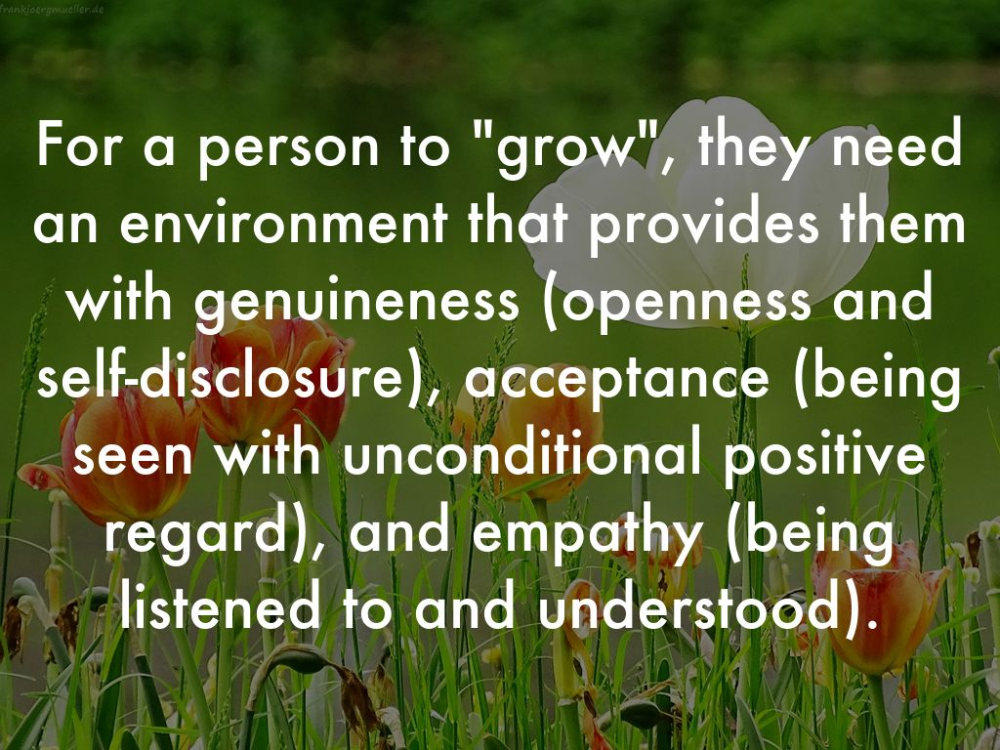 frankjoergmueller.de
For a person to "grow", they need
an environment that provides them
with genuineness (openness and
self-disclosure), acceptance (being
seen with unconditional positive
regard), and empathy (being
listened to and understood).